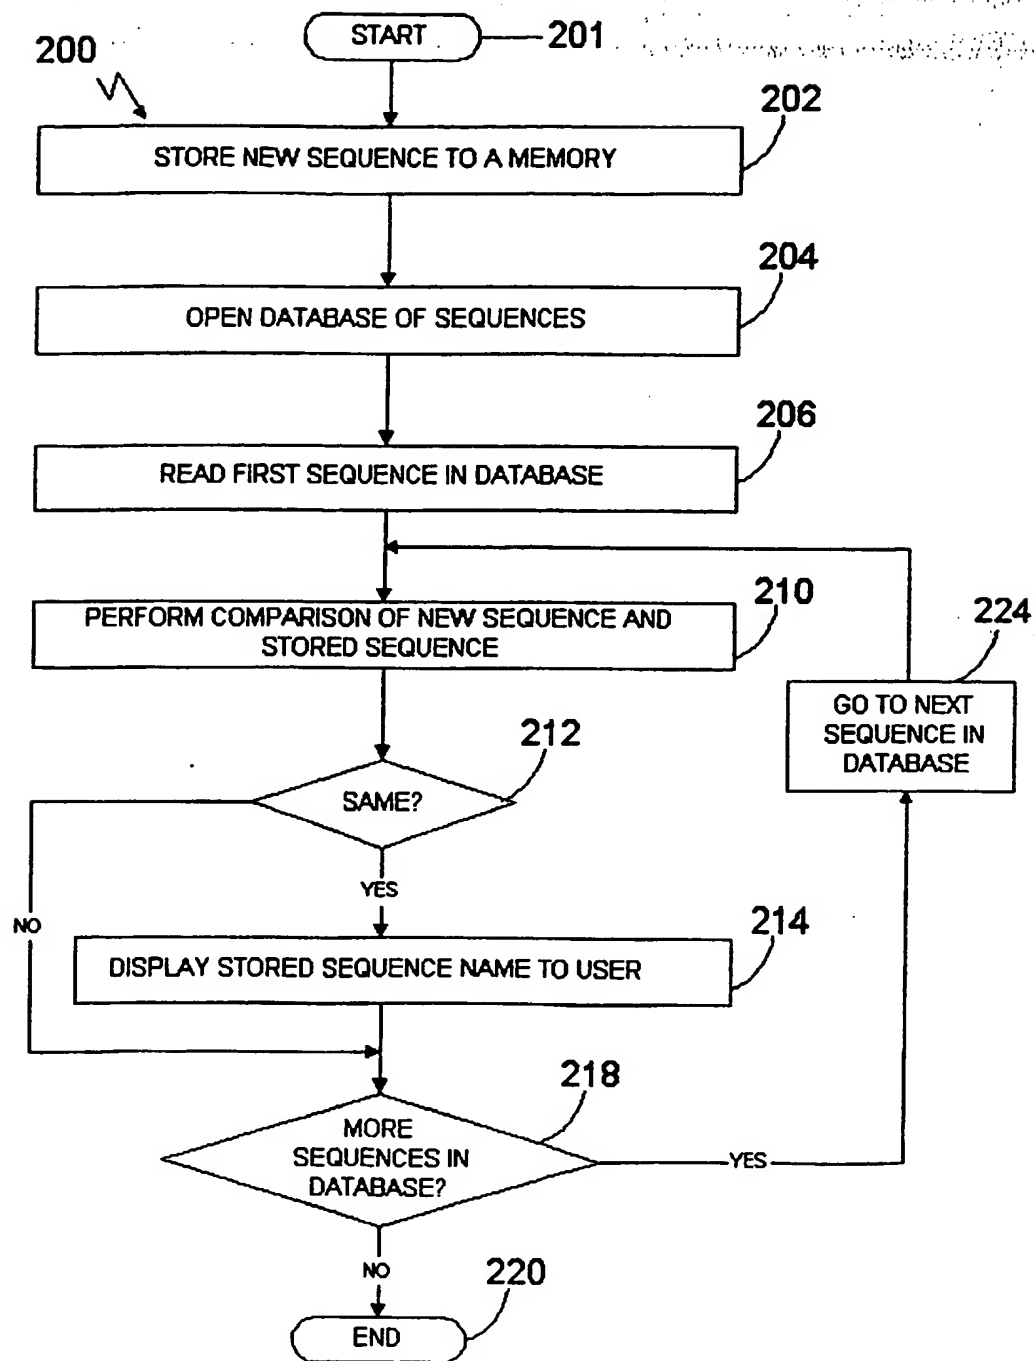 START
201
200
202
STORE NEW SEQUENCE TO A MEMORY
204
OPEN DATABASE OF SEQUENCES
206
READ FIRST SEQUENCE IN DATABASE
210
PERFORM COMPARISON OF NEW SEQUENCE AND
STORED SEQUENCE
224
GO TO NEXT
SEQUENCE IN
DATABASE
212
SAME?
YES
NO
214
DISPLAY STORED SEQUENCE NAME TO USER
218
MORE
SEQUENCES IN
DATABASE?
YES
NO
220
END